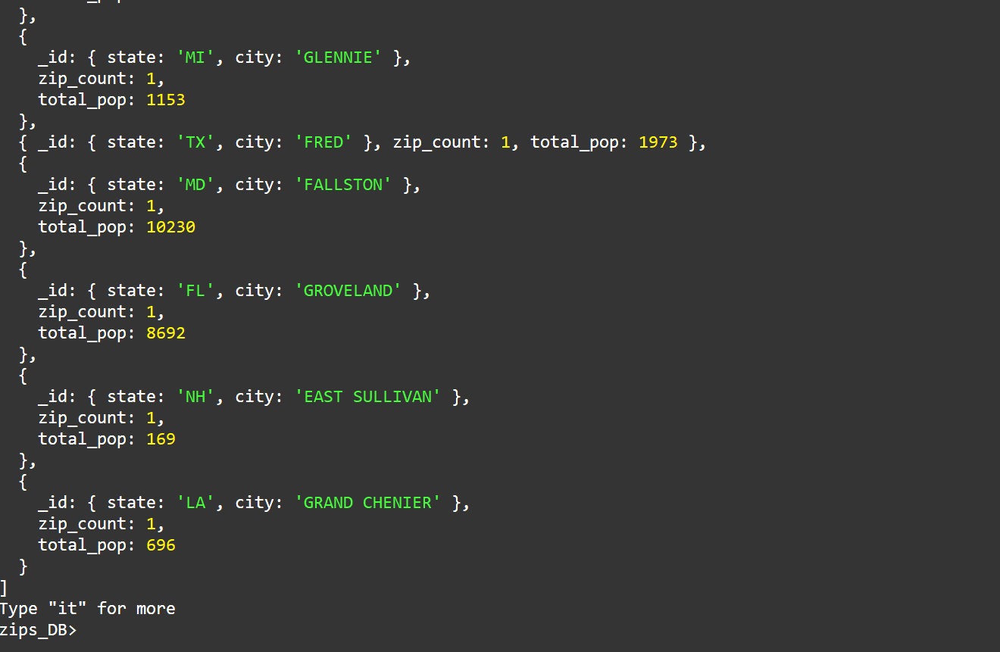 },
{
_id: { state: 'MI', city: 'GLENNIE' },
zip_count: 1,
total_pop: 1153
},
{ _id: { state: 'TX', city: 'FRED' }, zip_count: 1, total_pop: 1973 },
{
_id: { state: 'MD', city: 'FALLSTON' },
zip_count: 1,
total_pop: 10230
},
{
_id: { state: 'FL', city: 'GROVELAND' },
zip_count: 1,
total_pop: 8692
},
{
_id: { state: 'NH', city: 'EAST SULLIVAN' },
zip_count: 1,
total_pop: 169
},
{
_id: { state: 'LA', city: 'GRAND CHENIER' },
zip_count: 1,
total_pop: 696
}
]
Type "it" for more
zips_DB>